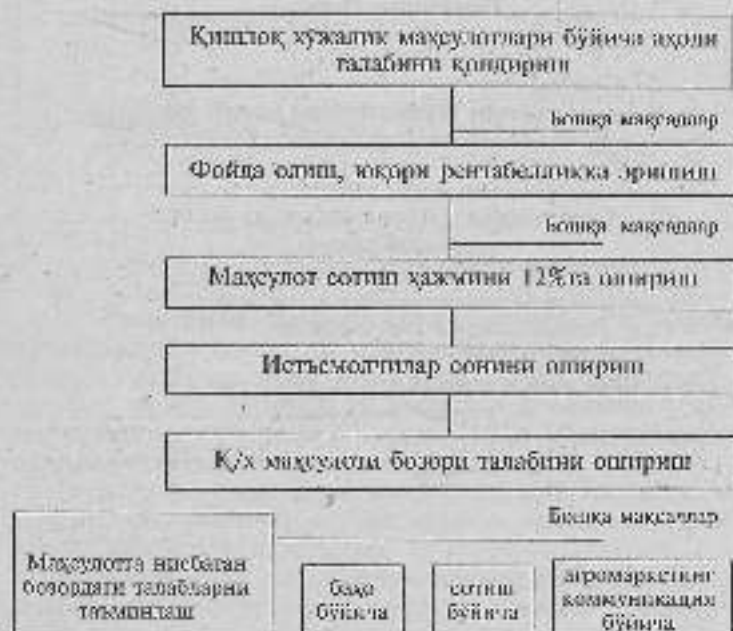 Қишлоқ хўжалик маҳсулотлари бўйича аҳоли
талабини қондириш
Бошқа мақсадлар
Фойда олиш, юқори рентабелликка эришиш
Бошқа мақсадлар
Маҳсулот сотиш ҳажмини 12%га ошириш
Истъсмолчилар сонини ошириш
Қ/х маҳсулоти бозори талабини ошириш
Бошқа мақсадлар
Маҳсулотга нисбатан
бозордаги талабларни
таъминлаш
баҳо
бўйича
сотиш
бўйича
агромаркетинг
коммуникация
бўйича